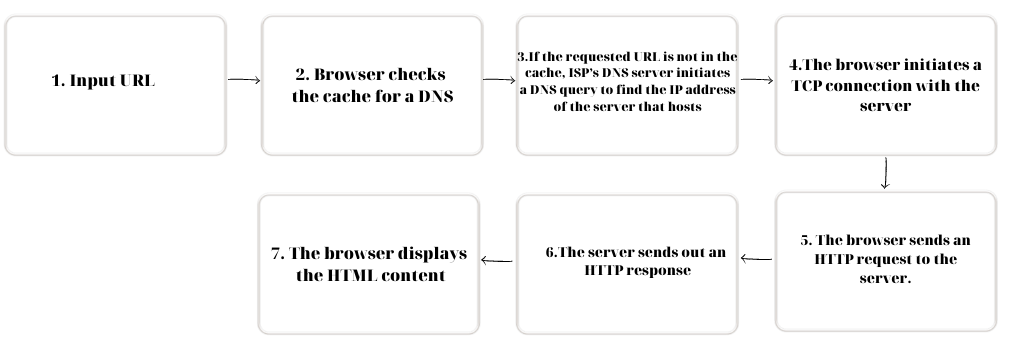 1. Input URL
2. Browser checks
the cache for a DNS
3.If the requested URL is not in the
cache, ISP's DNS server initiates
a DNS query to find the IP address
of the server that hosts
4.The browser initiates a
TCP connection with the
server
5. The browser sends an
HTTP request to the
server.
6.The server sends out an
HTTP response
7. The browser displays
the HTML content